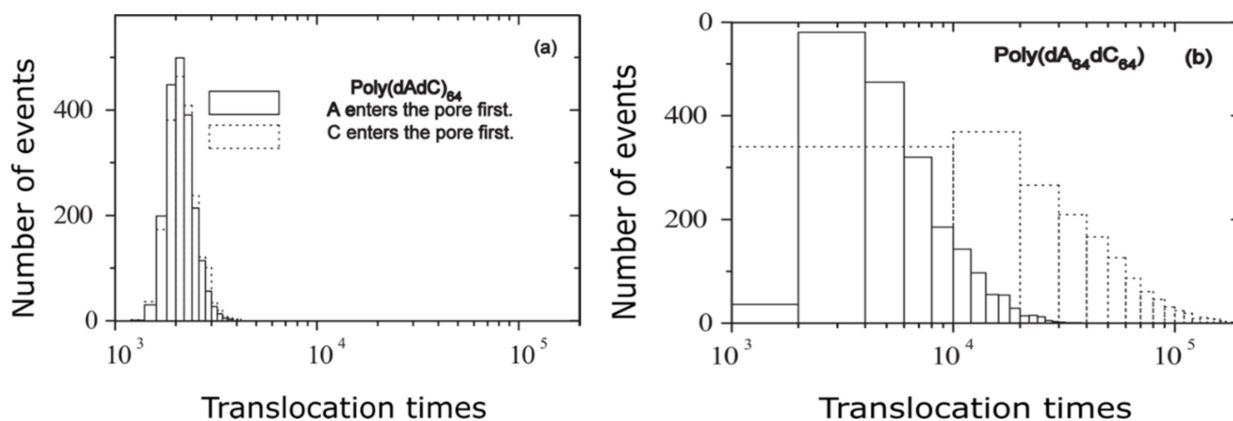 (a)
Poly(dAdC)₆₄
A enters the pore first.
C enters the pore first.
Number of events
400
200
0
10³
10⁴
10⁵
Translocation times
Poly(dA₆₄dC₆₄) (b)
Number of events
0
400
200
0
10³
10⁴
10⁵
Translocation times